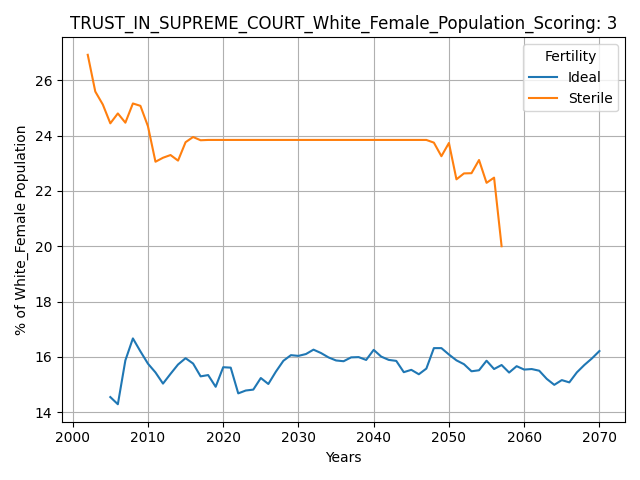 TRUST_IN_SUPREME_COURT_White_Female_Population_Scoring: 3
Fertility
Ideal
Sterile
% of White_Female Population
26
24
22
20
18
16
14
2000 2010 2020 2030 2040 2050 2060 2070
Years